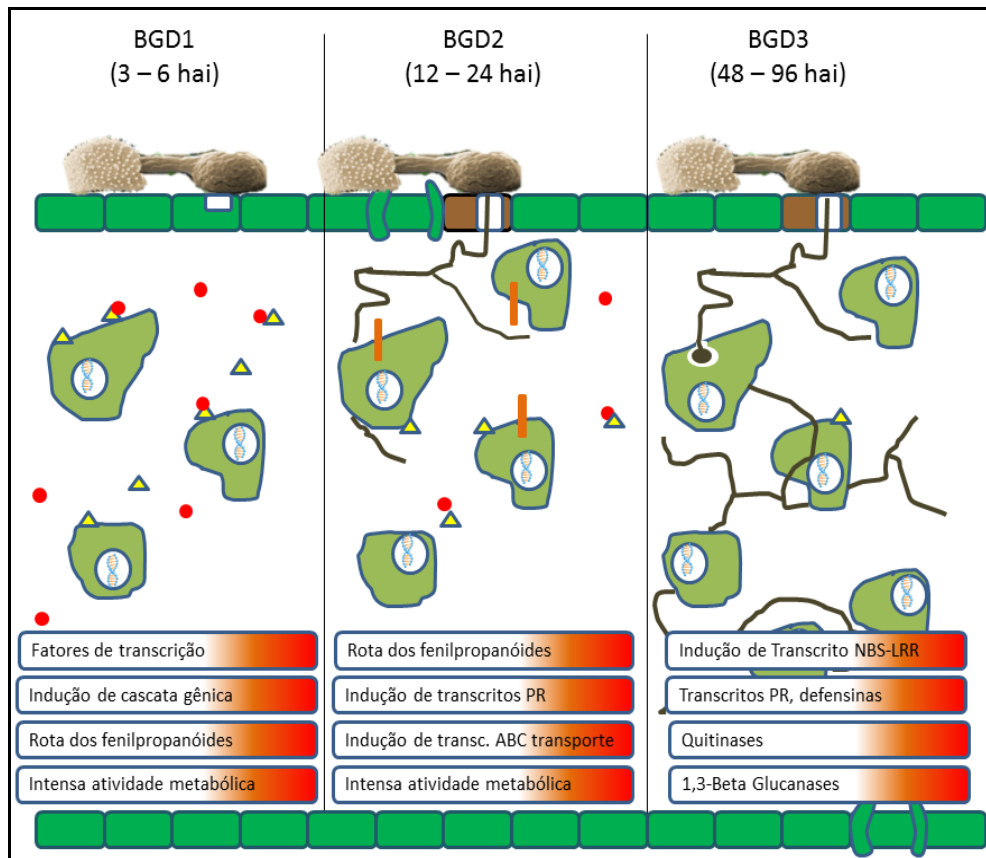 BGD1
(3 – 6 hai)
BGD2
(12 – 24 hai)
BGD3
(48 – 96 hai)
Fatores de transcrição
Indução de cascata gênica
Rota dos fenilpropanóides
Intensa atividade metabólica
Rota dos fenilpropanóides
Indução de transcritos PR
Indução de transc. ABC transporte
Intensa atividade metabólica
Indução de Transcrito NBS-LRR
Transcritos PR, defensinas
Quitinases
1,3-Beta Glucanases